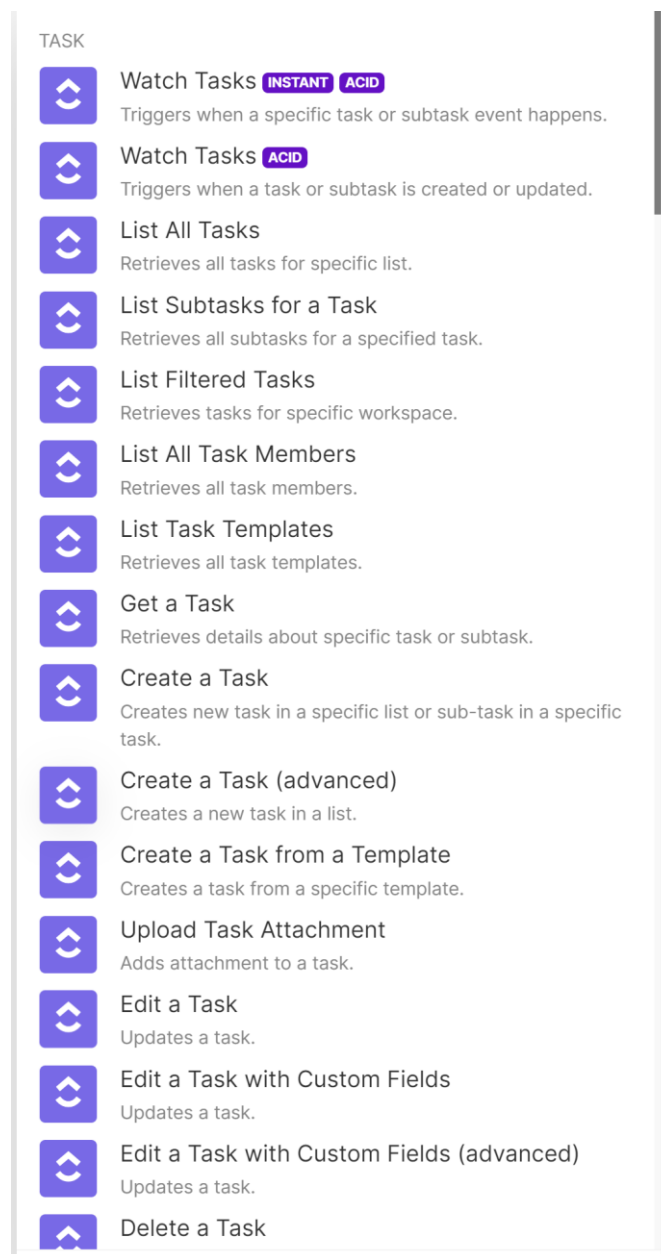 TASK
Watch Tasks INSTANT ACID
Triggers when a specific task or subtask event happens.
Watch Tasks ACID
Triggers when a task or subtask is created or updated.
List All Tasks
Retrieves all tasks for specific list.
List Subtasks for a Task
Retrieves all subtasks for a specified task.
List Filtered Tasks
Retrieves tasks for specific workspace.
List All Task Members
Retrieves all task members.
List Task Templates
Retrieves all task templates.
Get a Task
Retrieves details about specific task or subtask.
Create a Task
Creates new task in a specific list or sub-task in a specific
task.
Create a Task (advanced)
Creates a new task in a list.
Create a Task from a Template
Creates a task from a specific template.
Upload Task Attachment
Adds attachment to a task.
Edit a Task
Updates a task.
Edit a Task with Custom Fields
Updates a task.
Edit a Task with Custom Fields (advanced)
Updates a task.
Delete a Task